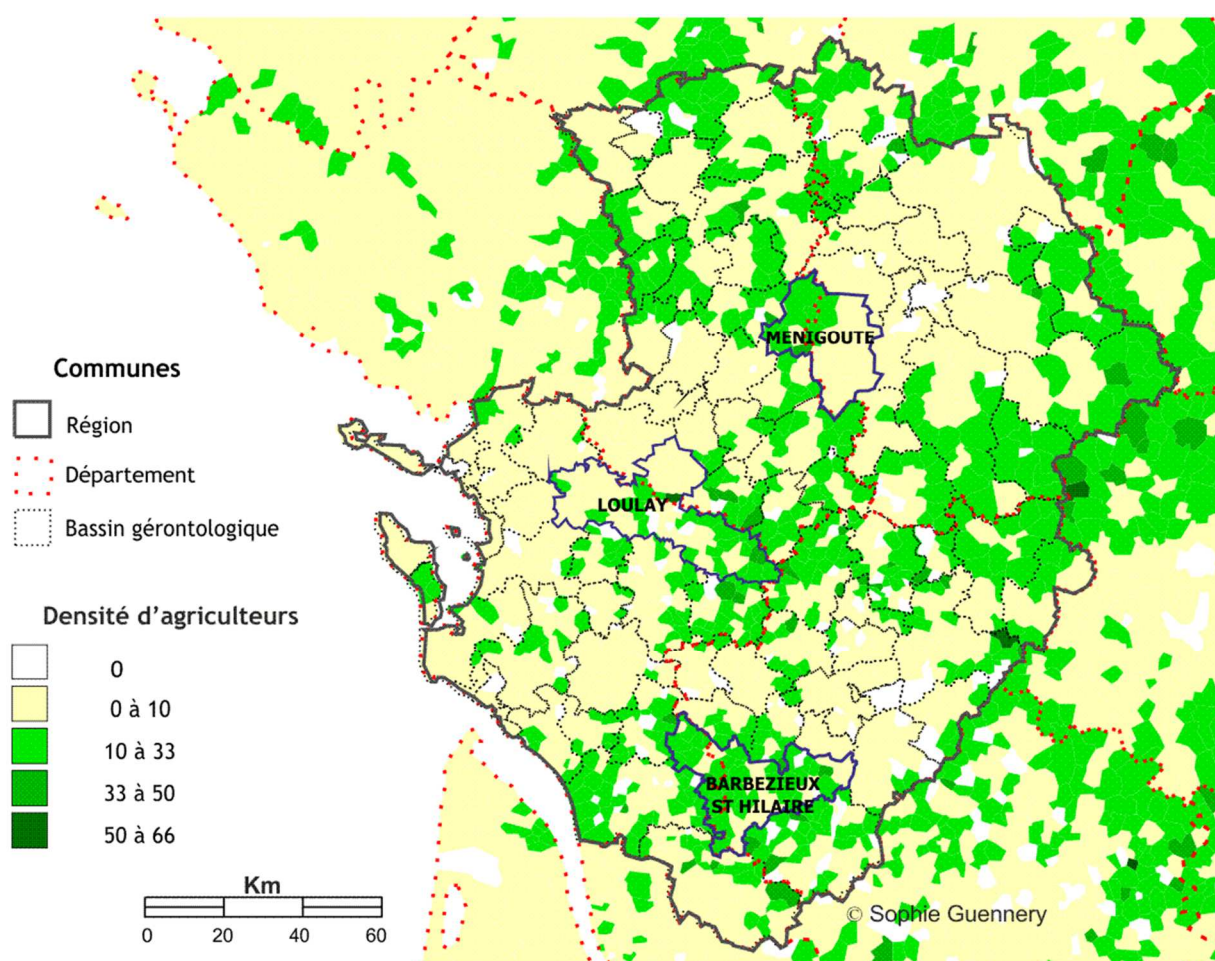 MENIGOUTE
Communes
Région
Département
LOULAY
Bassin gérontologique
Densité d’agriculteurs
0
0 à 10
10 à 33
33 à 50
50 à 66
BARBEZIEUX
ST HILAIRE
Km
0 20 40 60
© Sophie Guennery